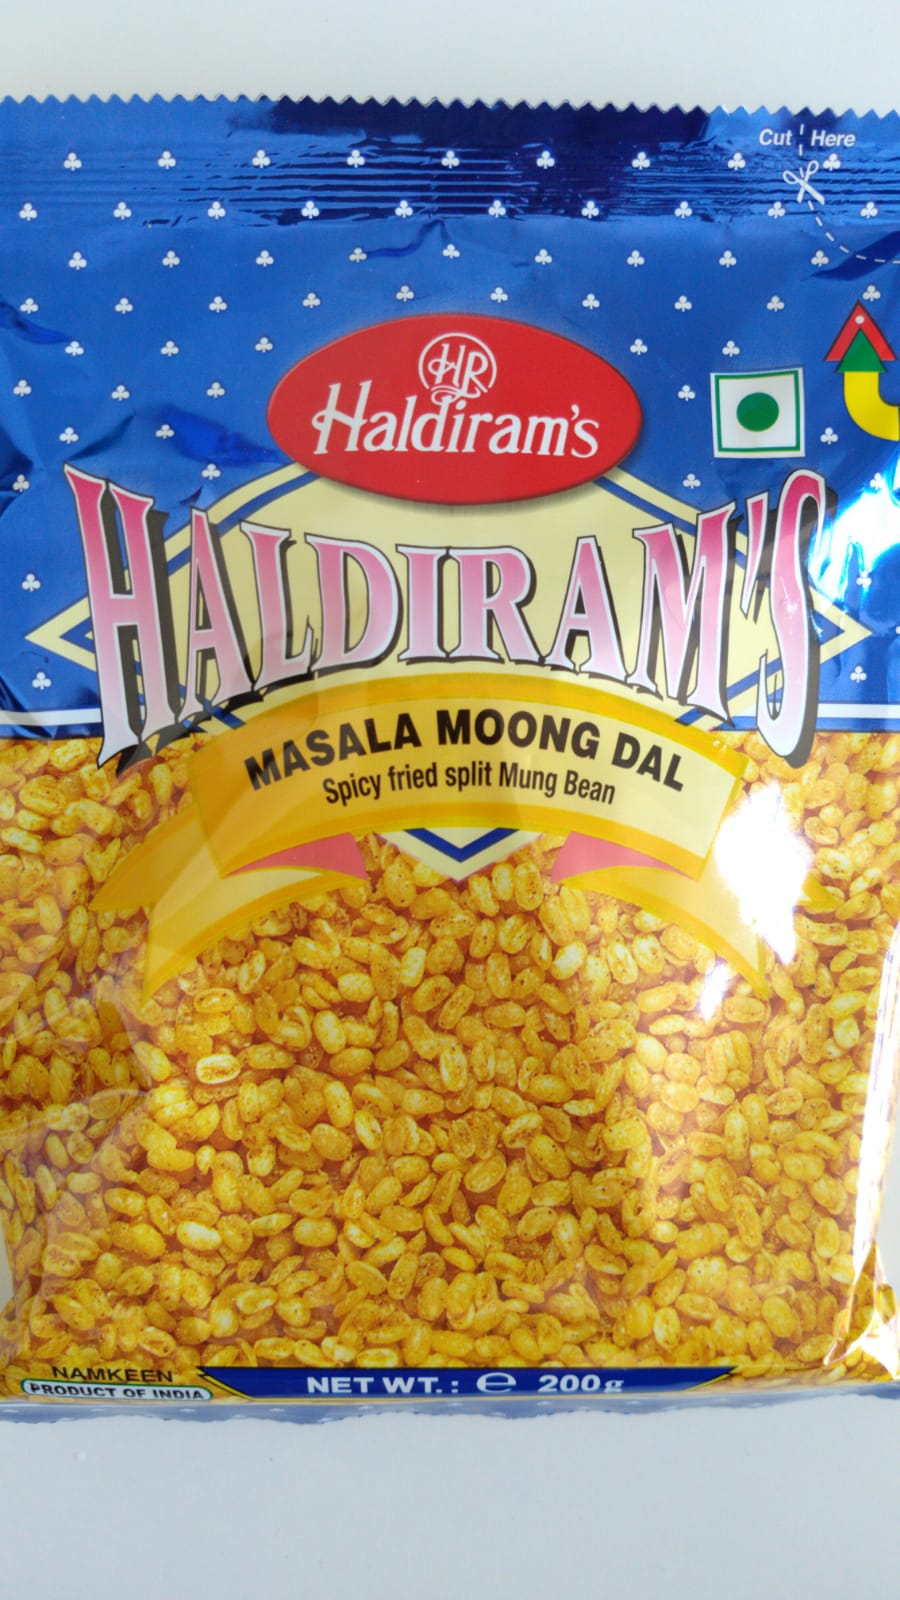 Cut Here
HR
Haldiram's
HALDIRAM'S
MASALA MOONG DAL
Spicy fried split Mung Bean
NAMKEEN
PRODUCT OF INDIA
NET WT. : e 200g